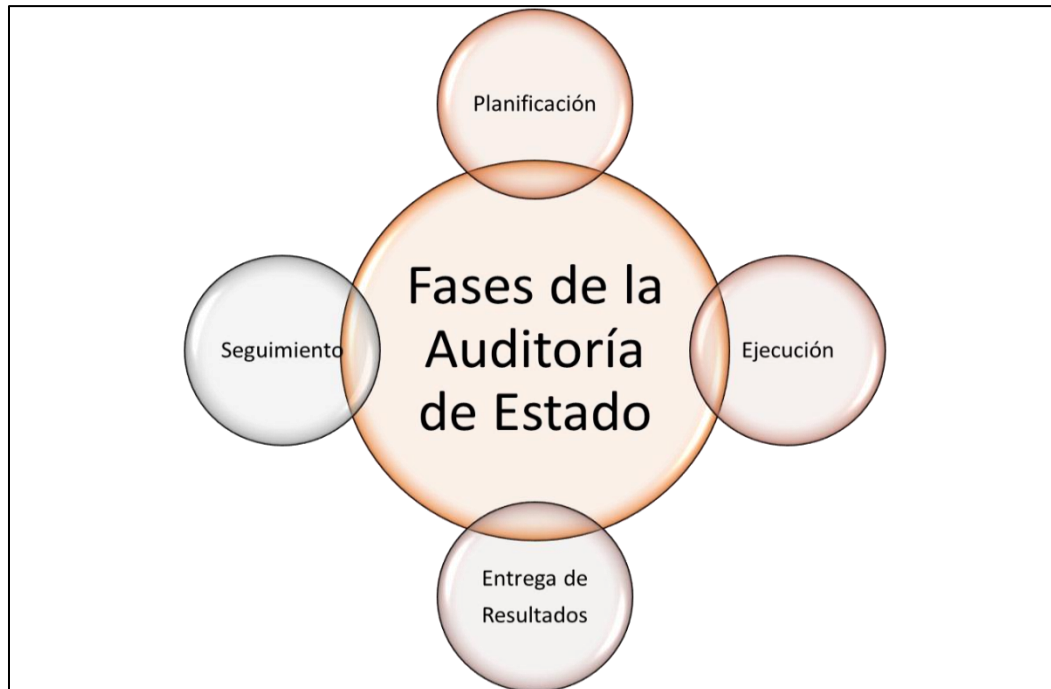 Planificación
Fases de la
Auditoría
de Estado
Seguimiento
Ejecución
Entrega de
Resultados